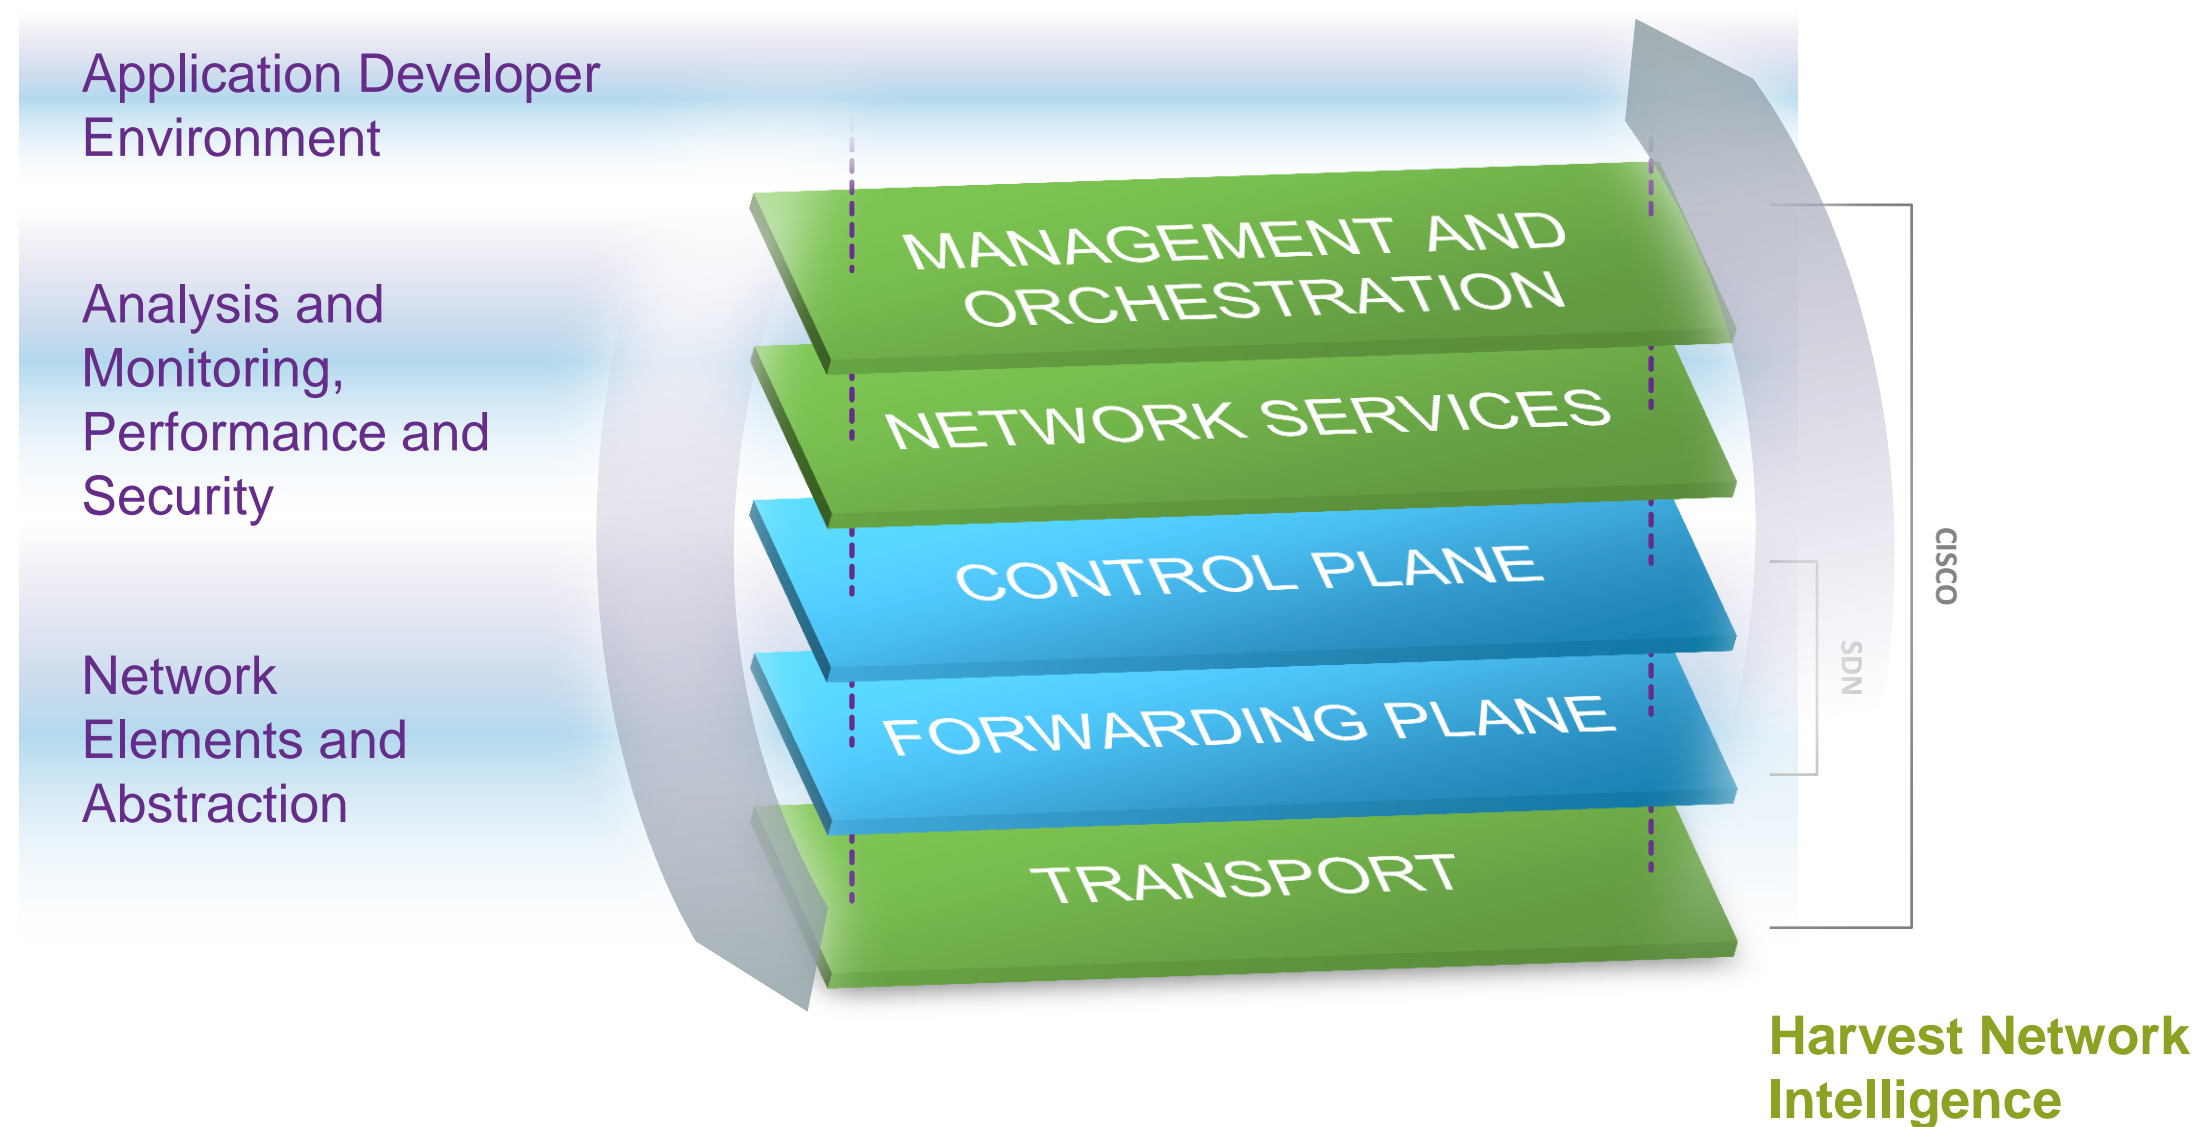 Application Developer
Environment
Analysis and
Monitoring,
Performance and
Security
Network
Elements and
Abstraction
MANAGEMENT AND
ORCHESTRATION
NETWORK SERVICES
CONTROL PLANE
FORWARDING PLANE
TRANSPORT
SDN
CISCO
Harvest Network
Intelligence